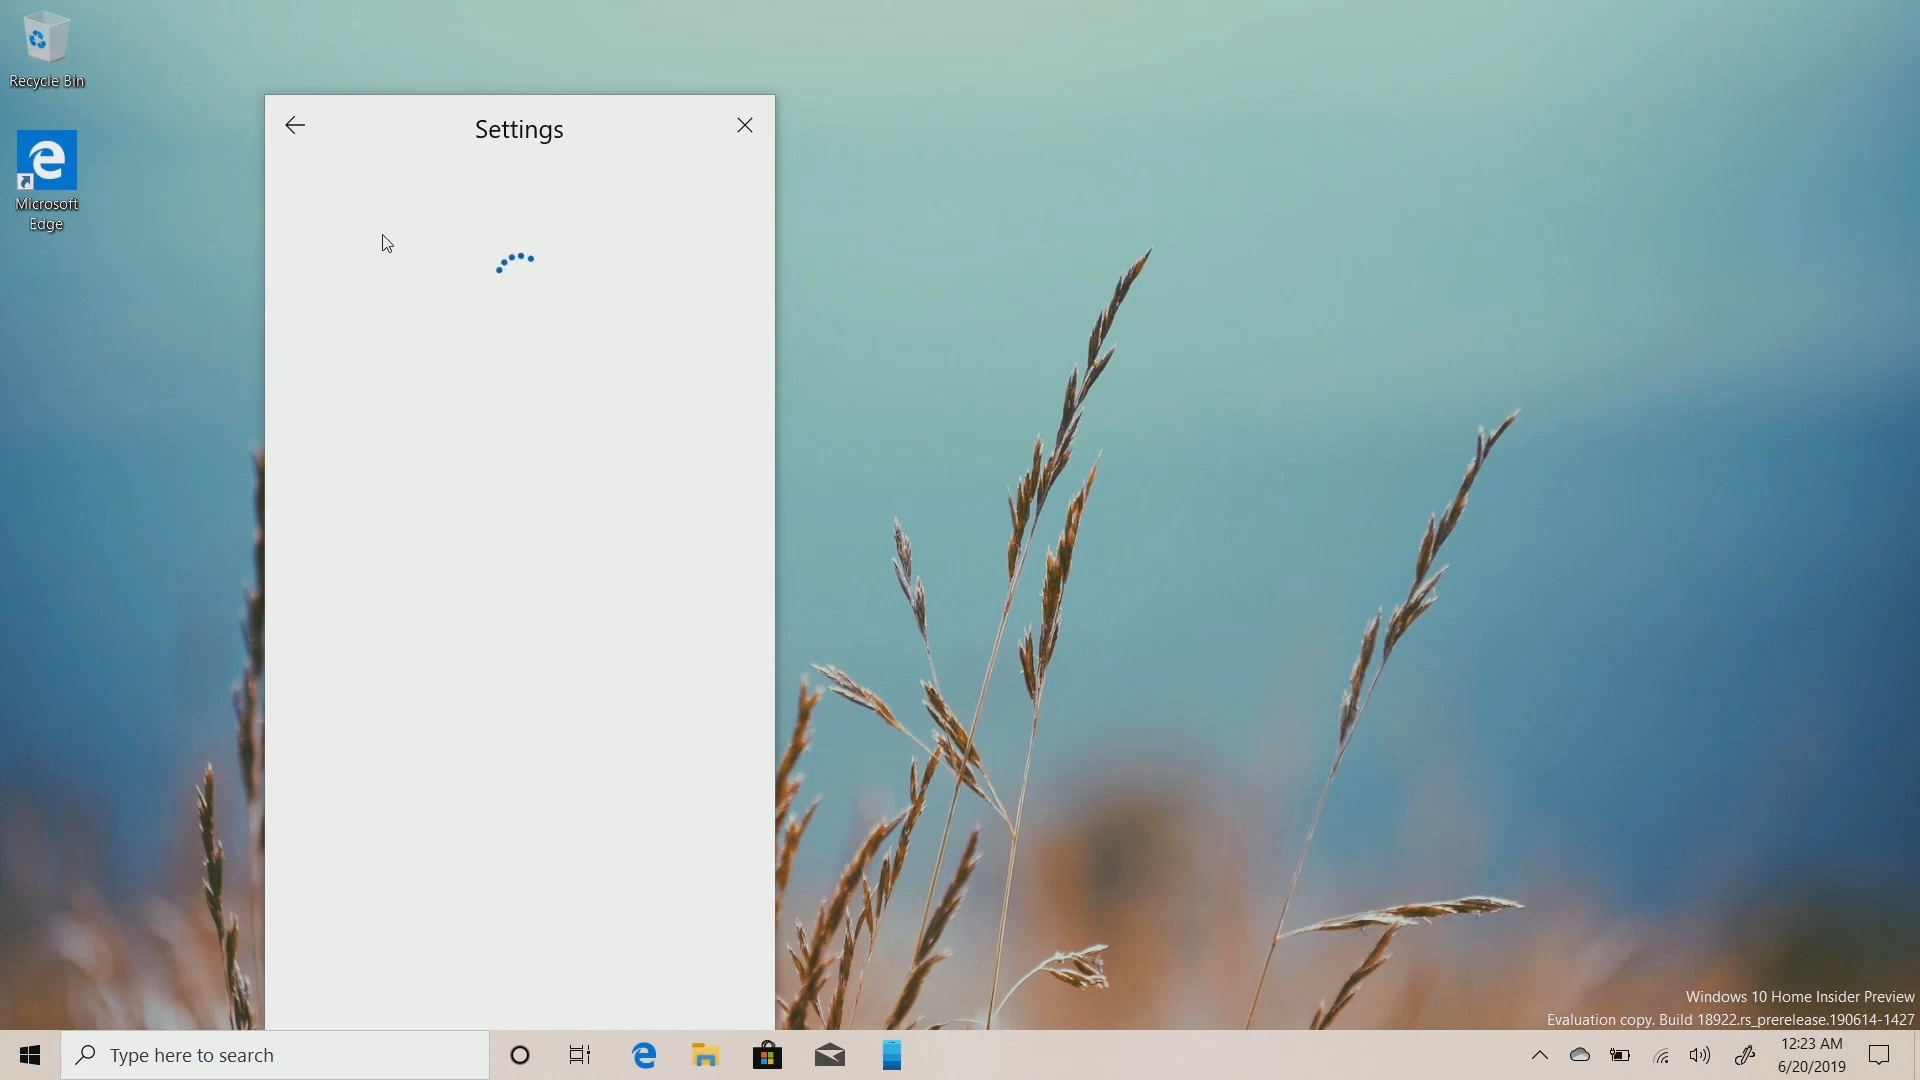 Recycle Bin
Microsoft
Edge
Settings
Windows 10 Home Insider Preview
Evaluation copy. Build 18922.rs_prerelease.190614-1427
Type here to search
12:23 AM
6/20/2019